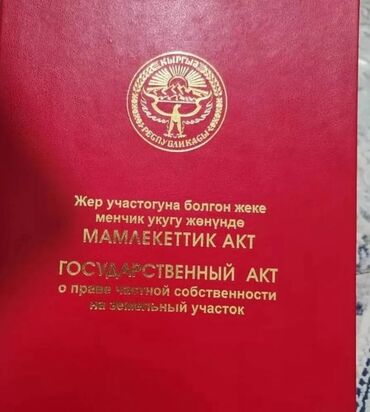 КЫРГЫЗ
РЕСПУБЛИКАСЫ
Жер участогуна болгон жеке
менчик укугу жөнүндө
МАМЛЕКЕТТИК АКТ
ГОСУДАРСТВЕННЫЙ АКТ
о праве частной собственности
на земельный участок